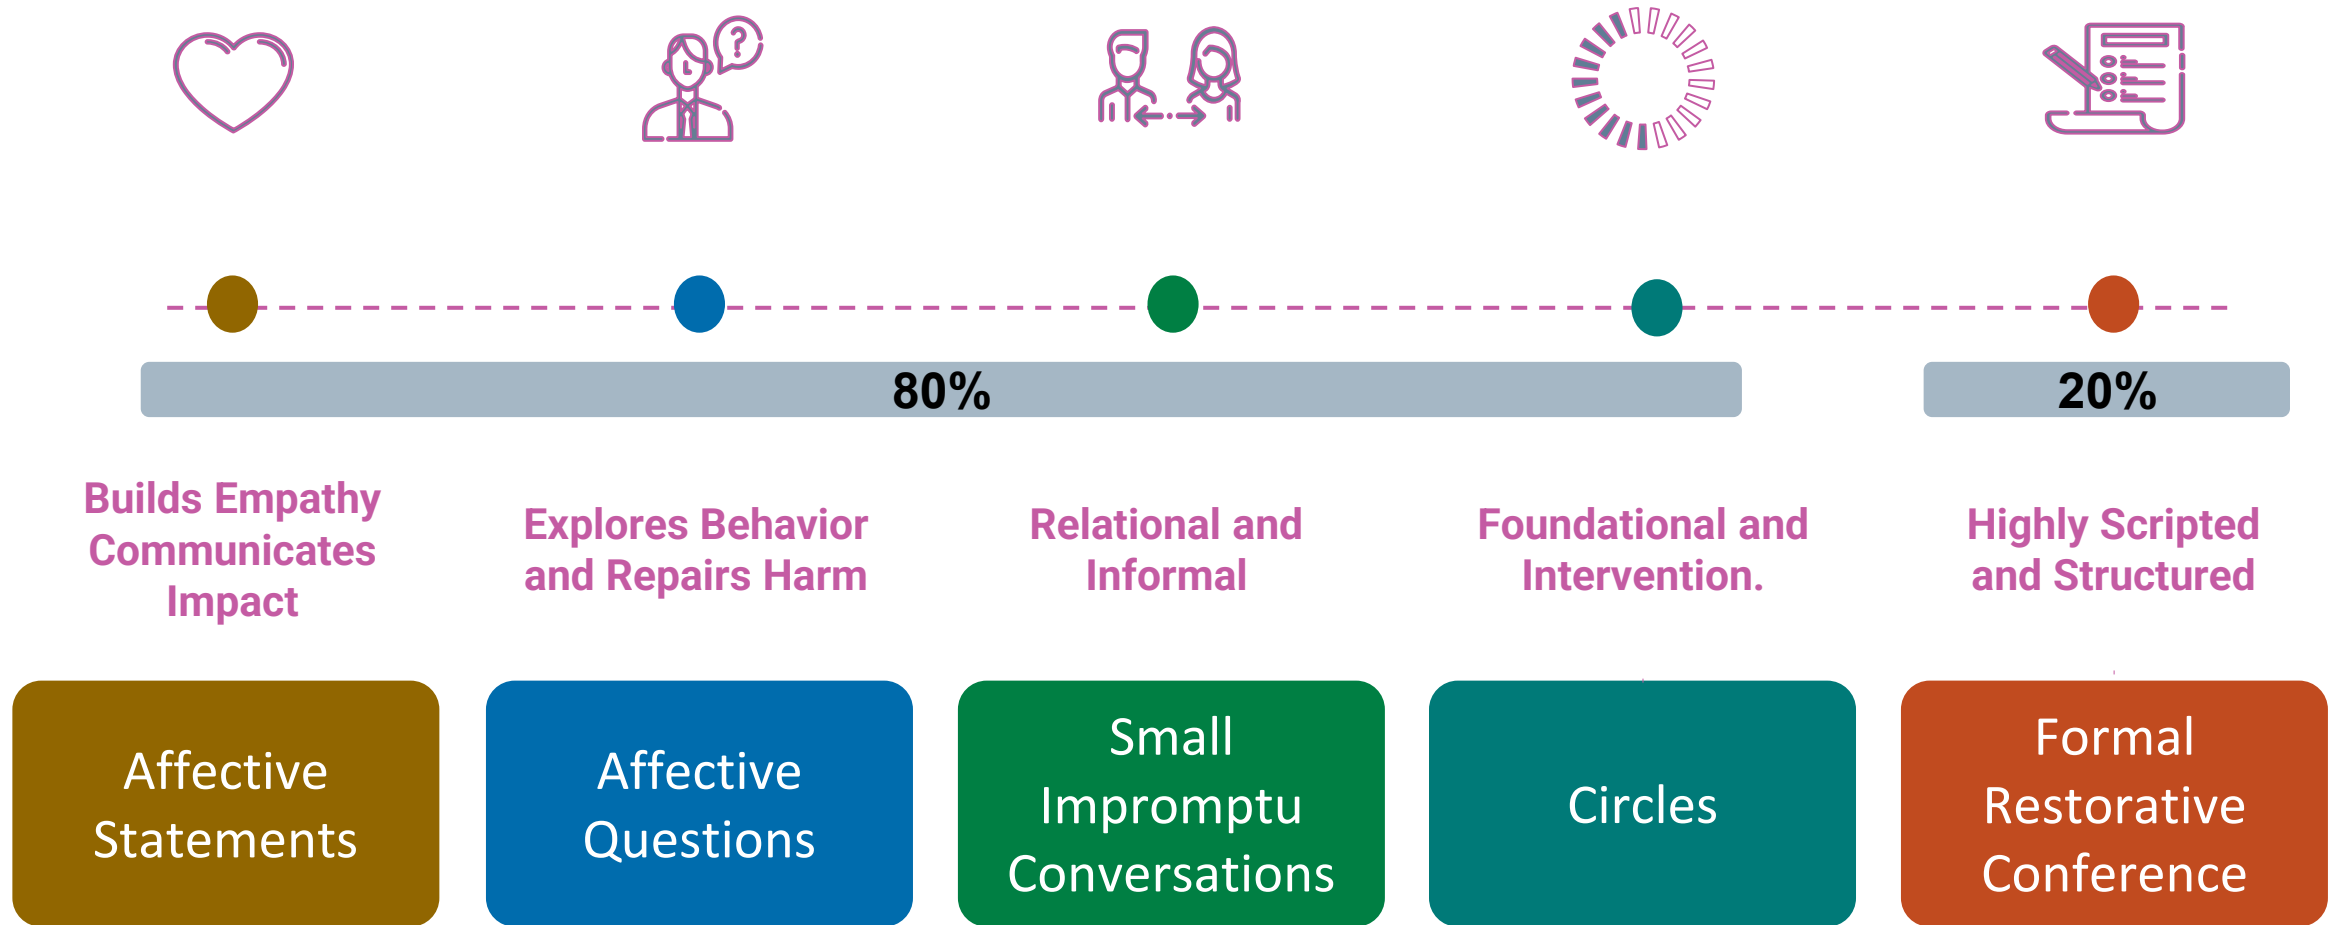 ?
80%
20%
Builds Empathy
Communicates
Impact
Explores Behavior
and Repairs Harm
Relational and
Informal
Foundational and
Intervention.
Highly Scripted
and Structured
Affective
Statements
Affective
Questions
Small
Impromptu
Conversations
Circles
Formal
Restorative
Conference